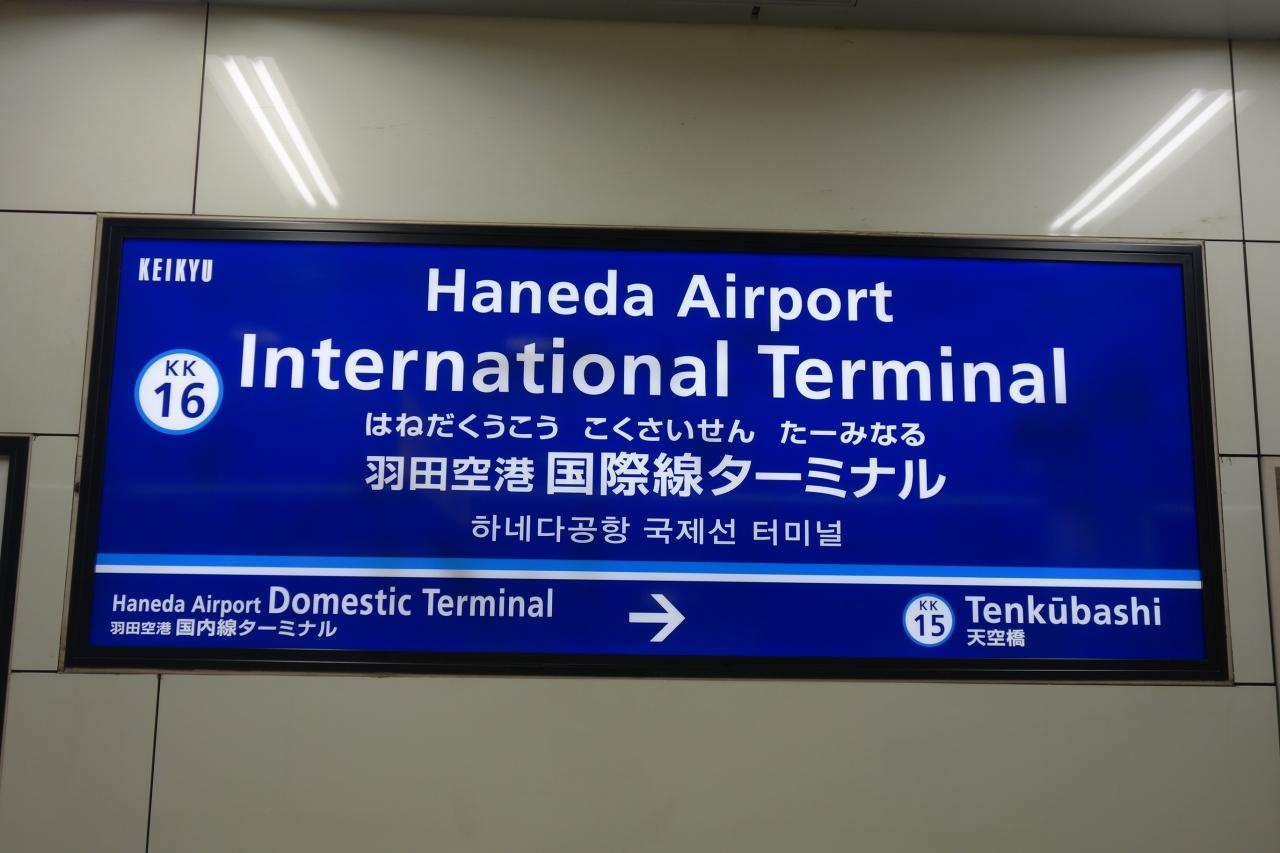 KEIKYU
Haneda Airport
KK
16
International Terminal
はねだくうこう こくさいせん たーみなる
羽田空港 国際線ターミナル
하네다공항 국제선 터미널
Haneda Airport Domestic Terminal
羽田空港 国内線ターミナル
→
KK
15
Tenkūbashi
天空橋